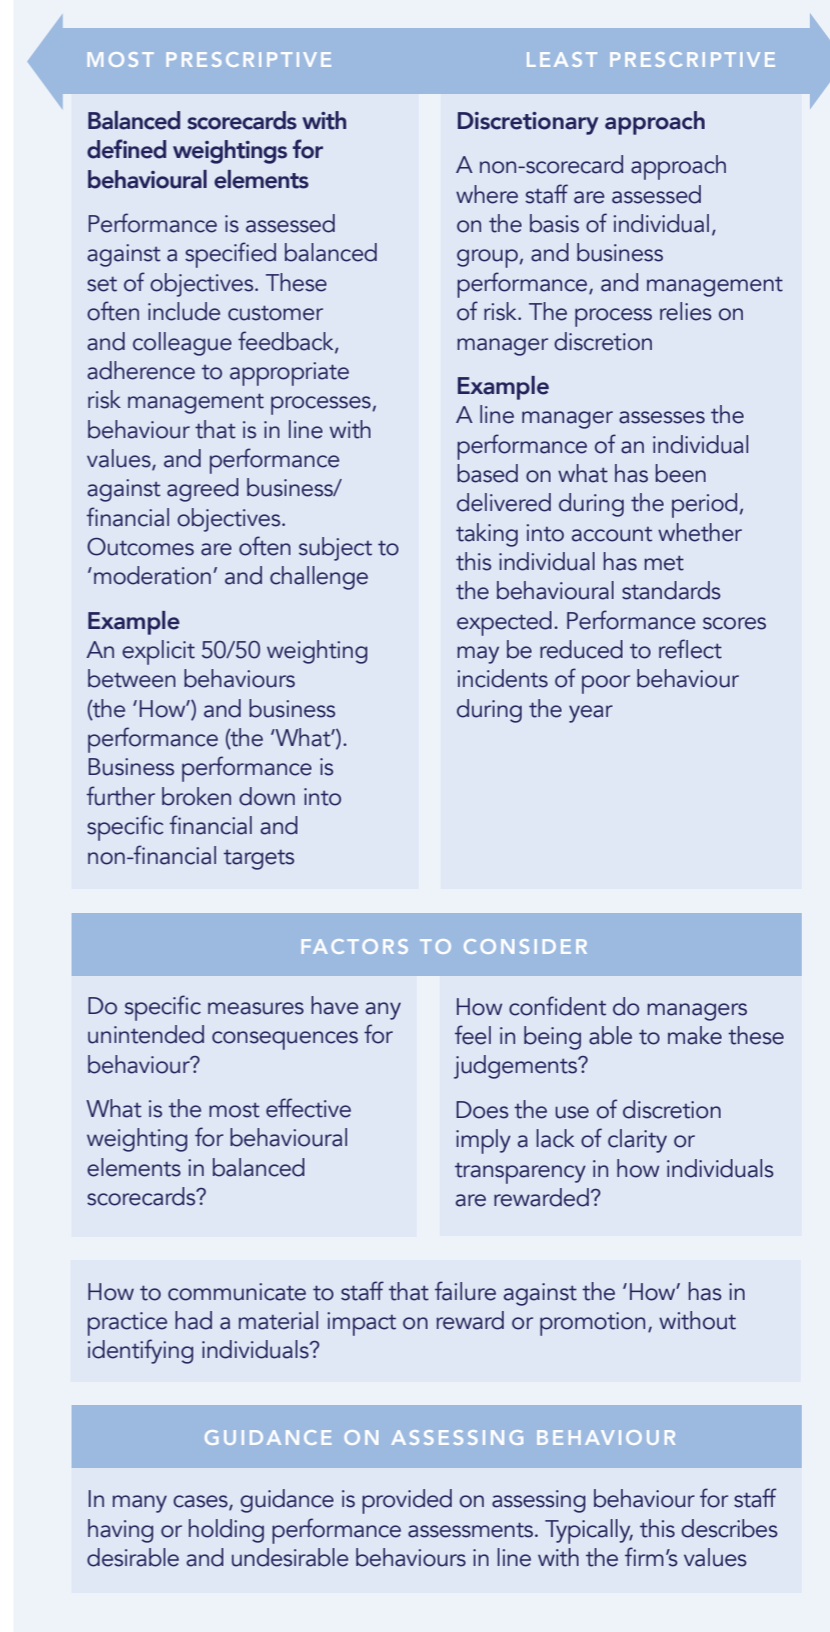 MOST PRESCRIPTIVE
LEAST PRESCRIPTIVE
Balanced scorecards with
defined weightings for
behavioural elements
Performance is assessed
against a specified balanced
set of objectives. These
often include customer
and colleague feedback,
adherence to appropriate
risk management processes,
behaviour that is in line with
values, and performance
against agreed business/
financial objectives.
Outcomes are often subject to
‘moderation’ and challenge
Example
An explicit 50/50 weighting
between behaviours
(the ‘How’) and business
performance (the ‘What’).
Business performance is
further broken down into
specific financial and
non-financial targets
Discretionary approach
A non-scorecard approach
where staff are assessed
on the basis of individual,
group, and business
performance, and management
of risk. The process relies on
manager discretion
Example
A line manager assesses the
performance of an individual
based on what has been
delivered during the period,
taking into account whether
this individual has met
the behavioural standards
expected. Performance scores
may be reduced to reflect
incidents of poor behaviour
during the year
FACTORS TO CONSIDER
Do specific measures have any
unintended consequences for
behaviour?
What is the most effective
weighting for behavioural
elements in balanced
scorecards?
How confident do managers
feel in being able to make these
judgements?
Does the use of discretion
imply a lack of clarity or
transparency in how individuals
are rewarded?
How to communicate to staff that failure against the ‘How’ has in
practice had a material impact on reward or promotion, without
identifying individuals?
GUIDANCE ON ASSESSING BEHAVIOUR
In many cases, guidance is provided on assessing behaviour for staff
having or holding performance assessments. Typically, this describes
desirable and undesirable behaviours in line with the firm’s values